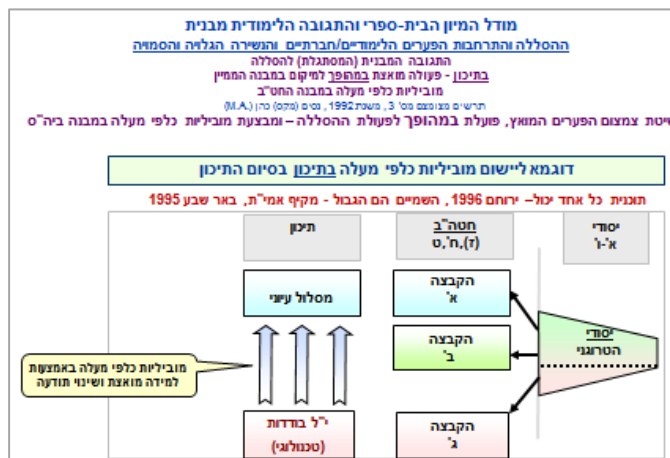 מודל המיון הבית-ספרי והתגובה הלימודית מבנית
ההסללה והתרחבות הפערים הלימודיים/חברתיים והנשירה הגלויה והסמויה
התגובה המבנית (המסתגלת) להסללה
בתיכון - פעולה מואצת במהופך למיקום במבנה הממיין
מוביליות כלפי מעלה במבנה החט"ב
תרשים מצומצם מס' 3, משנת 1992, נסים (מקס) כהן (M.A.)
שיטת צמצום הפערים המואץ, פועלת במהופך לפעולת ההסללה – ומבצעת מוביליות כלפי מעלה במבנה ביה"ס
דוגמא ליישום מוביליות כלפי מעלה בתיכון בסיום התיכון
תוכנית כל אחד יכול– ירוחם 1996, השמיים הם הגבול - מקיף אמי"ת, באר שבע 1995
יסודי
א'-ו'
חטה"ב
(ז),ח',ט
תיכון
הקבצה
א'
מסלול עיוני
יסודי
הטרוגני
הקבצה
ב'
מוביליות כלפי מעלה באמצעות
למידה מואצת ושינוי תודעה
הקבצה
ג'
י"ל בודדות
(טכנולוגי)